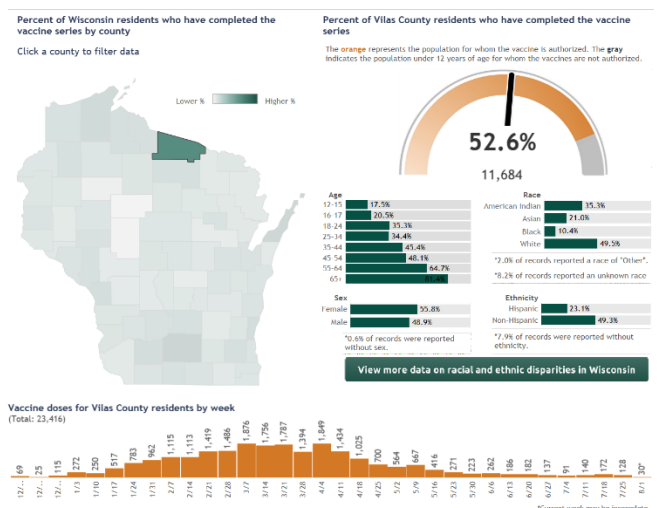 Percent of Wisconsin residents who have completed the
vaccine series by county
Click a county to filter data
Lower %
Higher %
Percent of Vilas County residents who have completed the vaccine
series
The orange represents the population for whom the vaccine is authorized. The gray
indicates the population under 12 years of age for whom the vaccines are not authorized.
52.6%
11,684
Age
12-15 17.5%
16-17 20.5%
18-24 35.3%
25-34 34.4%
35-44 45.4%
45-54 48.1%
55-64 64.7%
65+
Race
American Indian 35.3%
Asian 21.0%
Black 10.4%
White 49.5%
*2.0% of records reported a race of "Other".
*8.2% of records reported an unknown race
Sex
Female 55.8%
Male 48.9%
*0.6% of records were reported
without sex.
Ethnicity
Hispanic 23.1%
Non-Hispanic 49.3%
*7.9% of records were reported without
ethnicity.
View more data on racial and ethnic disparities in Wisconsin
Vaccine doses for Vilas County residents by week
(Total: 23,416)
69 25 115 272 250 517 783 962 1,115 1,113 1,419 1,486 1,876 1,756 1,787 1,394 1,849 1,434 1,025 700 564 667 416 271 223 262 186 182 137 91 140 172 128 30*
12/... 12/... 12/... 1/3 1/10 1/17 1/24 1/31 2/7 2/14 2/21 2/28 3/7 3/14 3/21 3/28 4/4 4/11 4/18 4/25 5/2 5/9 5/16 5/23 5/30 6/6 6/13 6/20 6/27 7/4 7/11 7/18 7/25 8/1